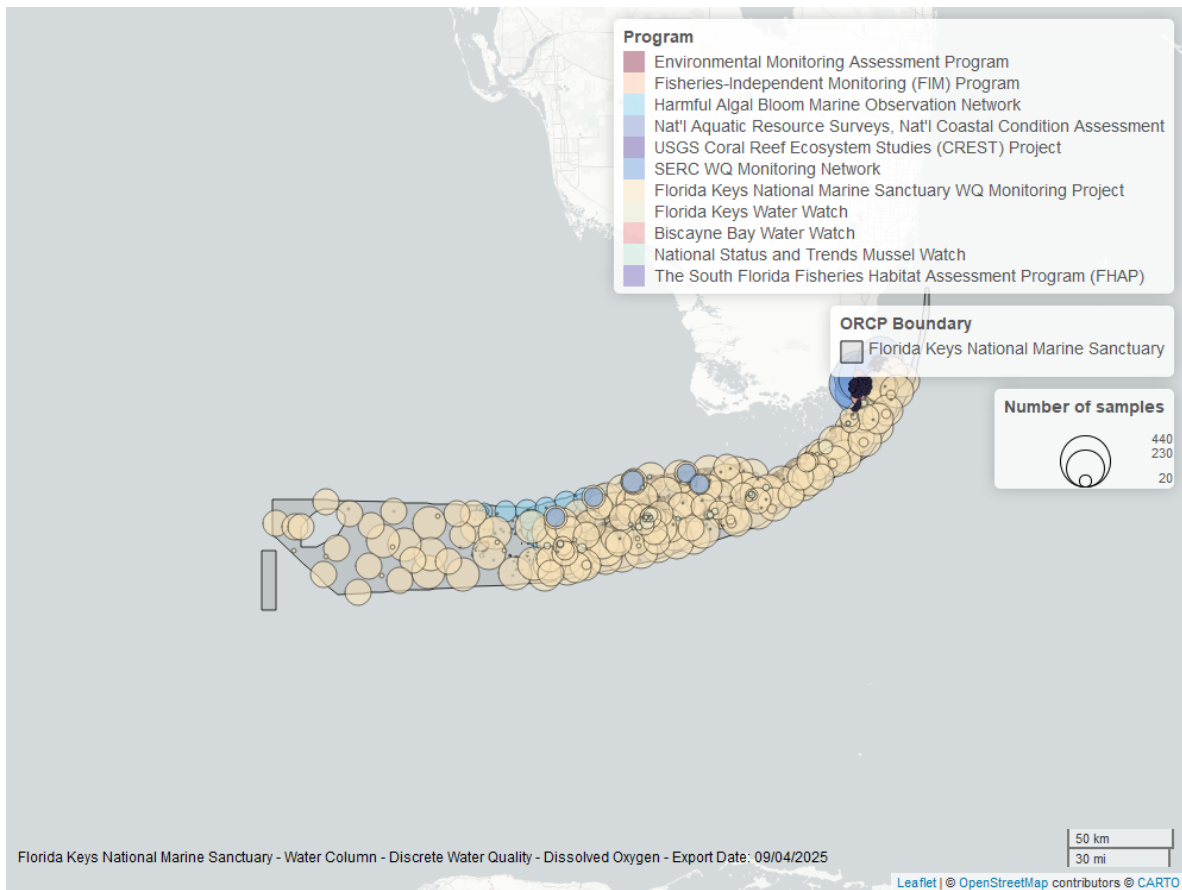 Program
Environmental Monitoring Assessment Program
Fisheries-Independent Monitoring (FIM) Program
Harmful Algal Bloom Marine Observation Network
Nat'l Aquatic Resource Surveys, Nat'l Coastal Condition Assessment
USGS Coral Reef Ecosystem Studies (CREST) Project
SERC WQ Monitoring Network
Florida Keys National Marine Sanctuary WQ Monitoring Project
Florida Keys Water Watch
Biscayne Bay Water Watch
National Status and Trends Mussel Watch
The South Florida Fisheries Habitat Assessment Program (FHAP)
ORCP Boundary
Florida Keys National Marine Sanctuary
Number of samples
440
230
20
50 km
30 mi
Florida Keys National Marine Sanctuary - Water Column - Discrete Water Quality - Dissolved Oxygen - Export Date: 09/04/2025
Leaflet | © OpenStreetMap contributors © CARTO